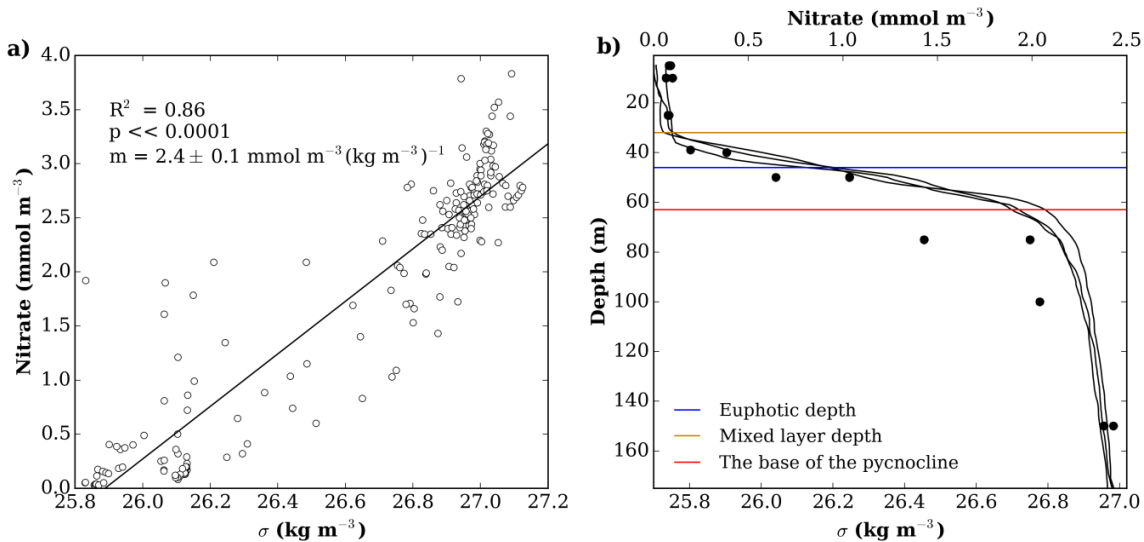 a)
R² = 0.86
p << 0.0001
m = 2.4 ± 0.1 mmol m⁻³(kg m⁻³)⁻¹
Nitrate (mmol m⁻³)
4.0
3.5
3.0
2.5
2.0
1.5
1.0
0.5
0.0
25.8 26.0 26.2 26.4 26.6 26.8 27.0 27.2
σ (kg m⁻³)
b)
Nitrate (mmol m⁻³)
0.0 0.5 1.0 1.5 2.0 2.5
Depth (m)
20
40
60
80
100
120
140
160
Euphotic depth
Mixed layer depth
The base of the pycnocline
25.8 26.0 26.2 26.4 26.6 26.8 27.0
σ (kg m⁻³)